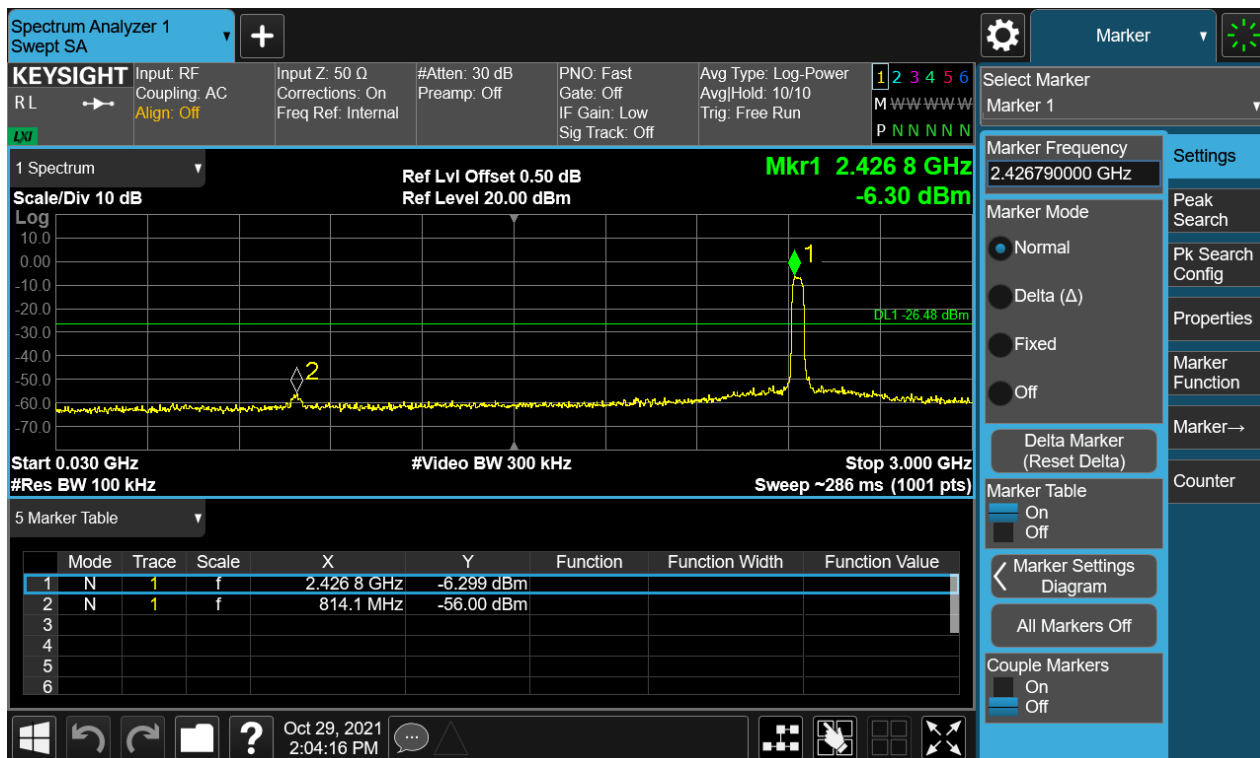 Spectrum Analyzer 1
Swept SA
+
Marker
KEYSIGHT
R L
LXI
Input: RF
Coupling: AC
Align: Off
Input Z: 50 Ω
Corrections: On
Freq Ref: Internal
#Atten: 30 dB
Preamp: Off
PNO: Fast
Gate: Off
IF Gain: Low
Sig Track: Off
Avg Type: Log-Power
Avg|Hold: 10/10
Trig: Free Run
1 2 3 4 5 6
M W W W W W
P N N N N N
Select Marker
Marker 1
1 Spectrum
Scale/Div 10 dB
Ref Lvl Offset 0.50 dB
Ref Level 20.00 dBm
Mkr1 2.426 8 GHz
-6.30 dBm
Log
10.0
0.00
-10.0
-20.0
-30.0
-40.0
-50.0
-60.0
-70.0
1
2
DL1 -26.48 dBm
Start 0.030 GHz
#Video BW 300 kHz
Stop 3.000 GHz
#Res BW 100 kHz
Sweep ~286 ms (1001 pts)
5 Marker Table
Mode Trace Scale X Y Function Function Width Function Value
1 N 1 f 2.426 8 GHz -6.299 dBm
2 N 1 f 814.1 MHz -56.00 dBm
3
4
5
6
Marker Frequency
2.426790000 GHz
Marker Mode
Normal
Delta (Δ)
Fixed
Off
Delta Marker
(Reset Delta)
Marker Table
On
Off
Marker Settings
Diagram
All Markers Off
Couple Markers
On
Off
Settings
Peak
Search
Pk Search
Config
Properties
Marker
Function
Marker→
Counter
?
Oct 29, 2021
2:04:16 PM